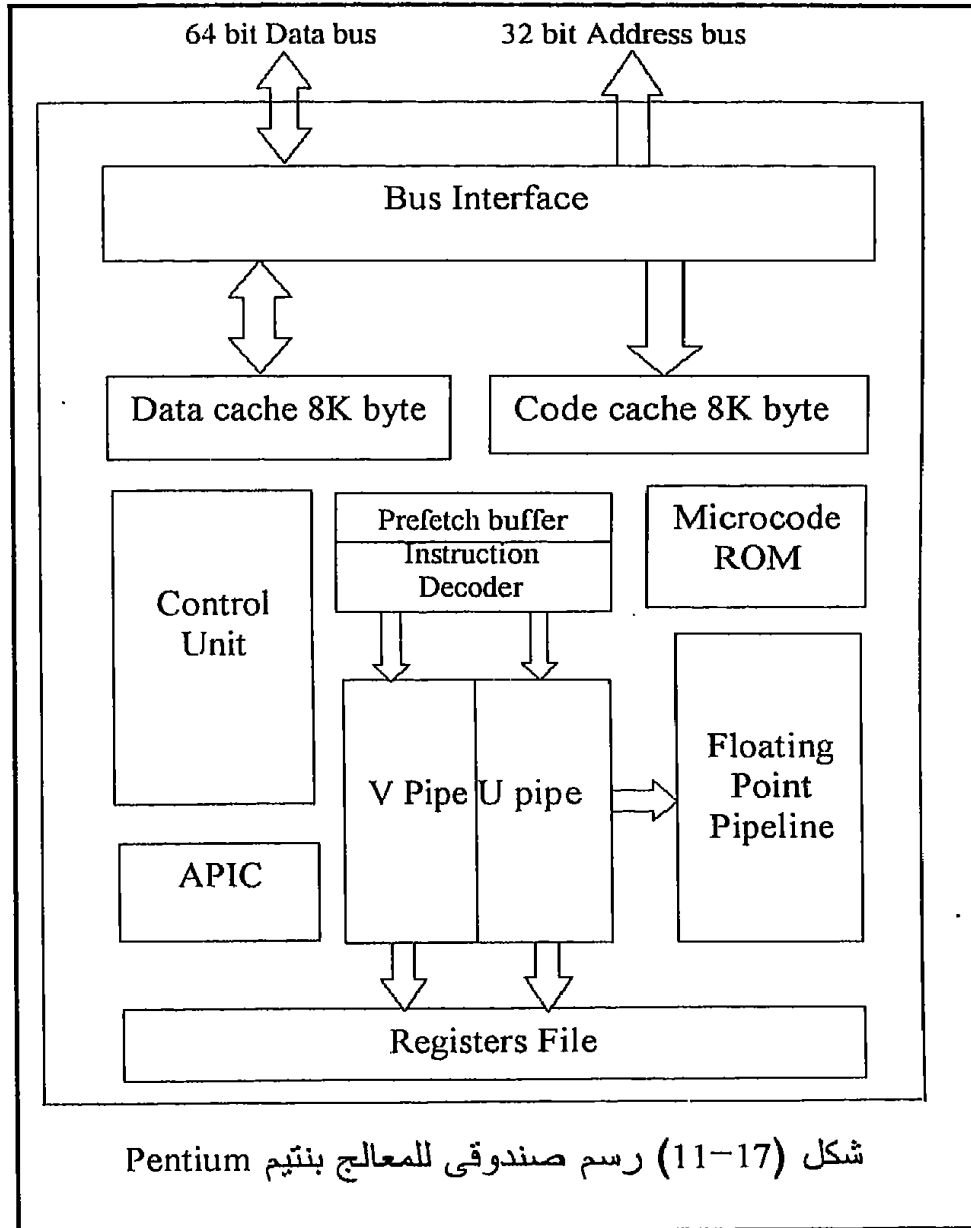 64 bit Data bus
32 bit Address bus
Bus Interface
Data cache 8K byte
Code cache 8K byte
Control
Unit
Prefetch buffer
Instruction
Decoder
Microcode
ROM
V Pipe
U pipe
Floating
Point
Pipeline
APIC
Registers File
شكل (11-17) رسم صندوقى للمعالج بنتيم Pentium